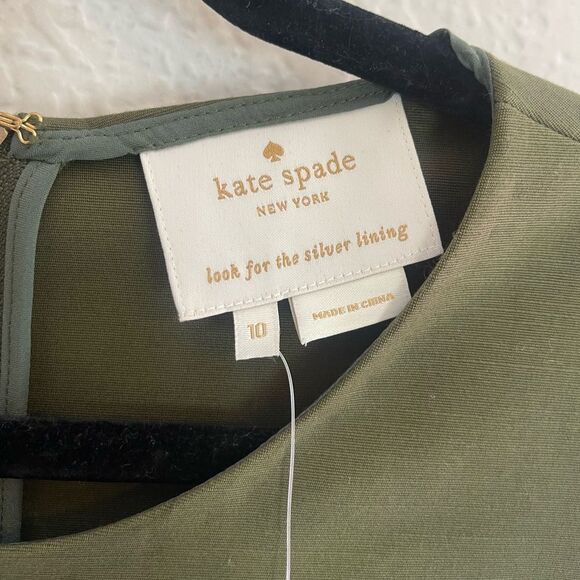 kate spade
NEW YORK
look for the silver lining
10
MADE IN CHINA